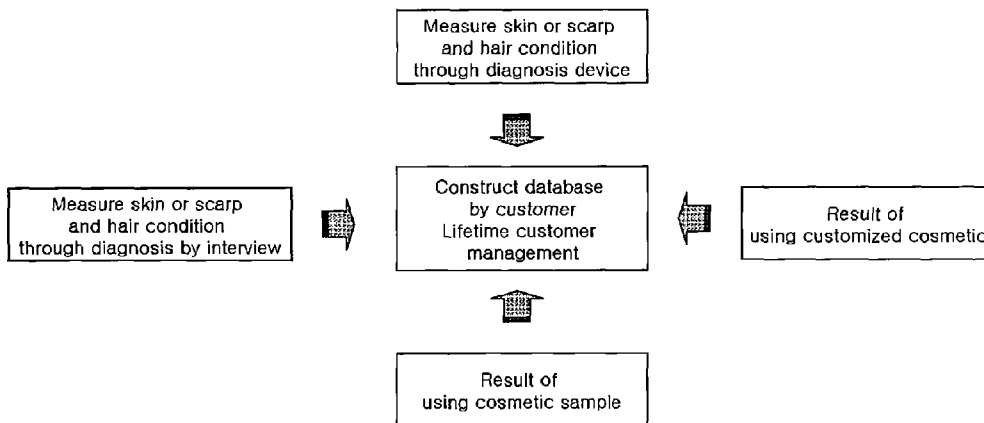 Measure skin or scarp
and hair condition
through diagnosis device
Measure skin or scarp
and hair condition
through diagnosis by interview
Construct database
by customer
Lifetime customer
management
Result of
using customized cosmetic
Result of
using cosmetic sample